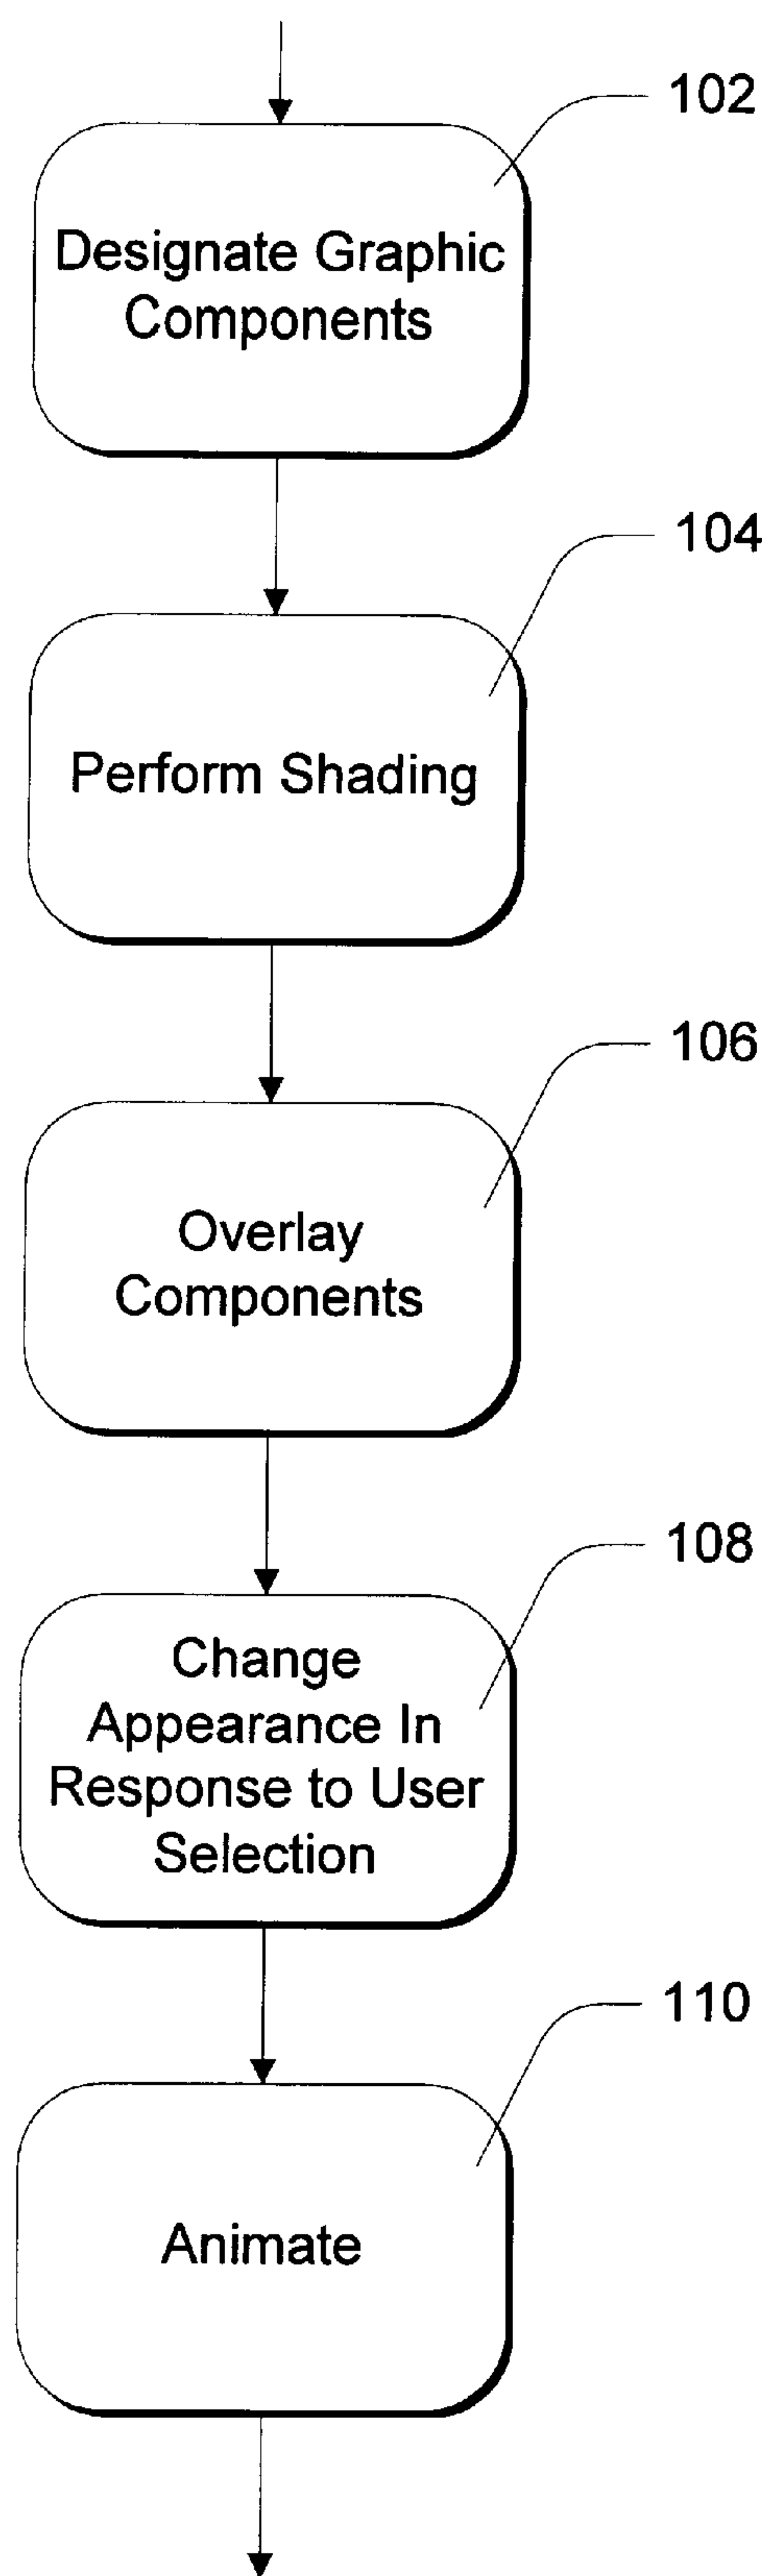 102
Designate Graphic
Components
104
Perform Shading
106
Overlay
Components
108
Change
Appearance In
Response to User
Selection
110
Animate